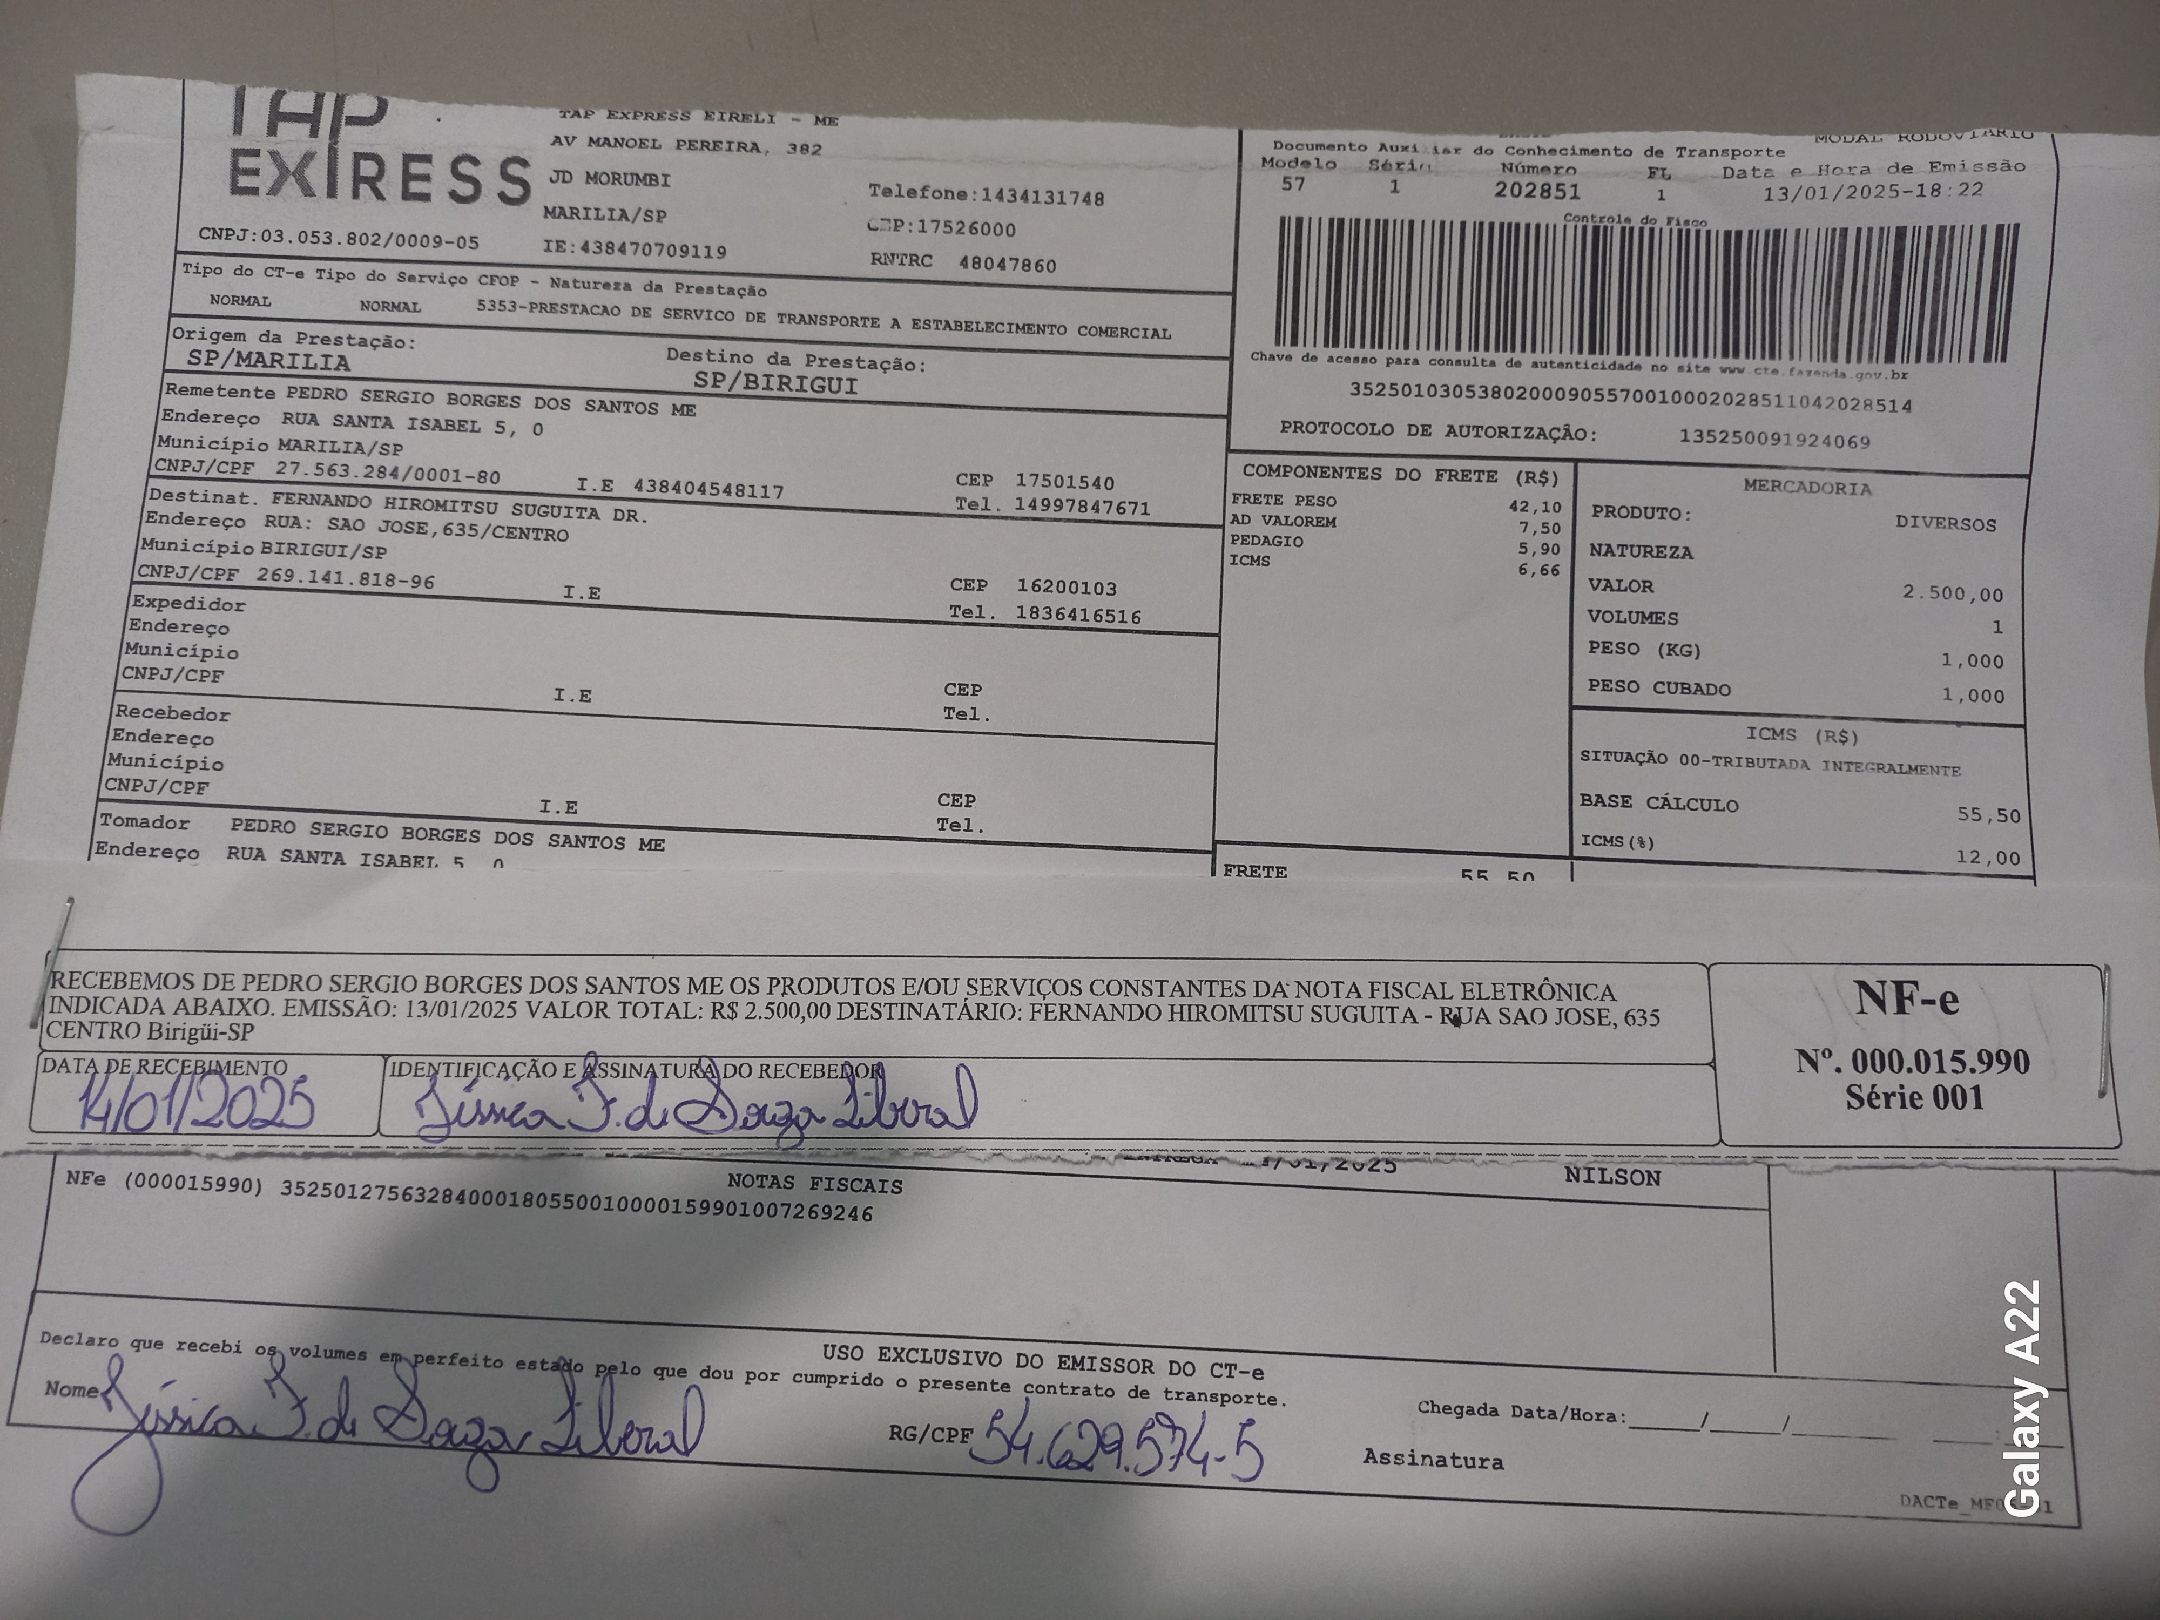 TAP
EXPRESS
TAP EXPRESS EIRELI - ME
AV MANOEL PEREIRA, 382
JD MORUMBI
MARILIA/SP
Telefone:1434131748
CEP:17526000
CNPJ:03.053.802/0009-05
IE:438470709119
RNTRC 48047860
MODAL RODOVIÁRIO
Documento Auxiliar do Conhecimento de Transporte
Modelo Série Número FL Data e Hora de Emissão
57 1 202851 1 13/01/2025-18:22
Controle do Fisco
Chave de acesso para consulta de autenticidade no site www.cte.fazenda.gov.br
35250103053802000905570010002028511042028514
PROTOCOLO DE AUTORIZAÇÃO: 135250091924069
Tipo do CT-e Tipo do Serviço CFOP - Natureza da Prestação
NORMAL NORMAL 5353-PRESTACAO DE SERVICO DE TRANSPORTE A ESTABELECIMENTO COMERCIAL
Origem da Prestação: Destino da Prestação:
SP/MARILIA SP/BIRIGUI
Remetente PEDRO SERGIO BORGES DOS SANTOS ME
Endereço RUA SANTA ISABEL 5, 0
Município MARILIA/SP CEP 17501540
CNPJ/CPF 27.563.284/0001-80 I.E 438404548117 Tel. 14997847671
Destinat. FERNANDO HIROMITSU SUGUITA DR.
Endereço RUA: SAO JOSE,635/CENTRO
Município BIRIGUI/SP CEP 16200103
CNPJ/CPF 269.141.818-96 I.E Tel. 1836416516
Expedidor
Endereço
Município CEP
CNPJ/CPF I.E Tel.
Recebedor
Endereço
Município CEP
CNPJ/CPF I.E Tel.
Tomador PEDRO SERGIO BORGES DOS SANTOS ME
Endereço RUA SANTA ISABEL 5, 0
COMPONENTES DO FRETE (R$)
FRETE PESO 42,10
AD VALOREM 7,50
PEDAGIO 5,90
ICMS 6,66
FRETE 55,50
MERCADORIA
PRODUTO: DIVERSOS
NATUREZA
VALOR 2.500,00
VOLUMES 1
PESO (KG) 1,000
PESO CUBADO 1,000
ICMS (R$)
SITUAÇÃO 00-TRIBUTADA INTEGRALMENTE
BASE CÁLCULO 55,50
ICMS(%) 12,00
RECEBEMOS DE PEDRO SERGIO BORGES DOS SANTOS ME OS PRODUTOS E/OU SERVIÇOS CONSTANTES DA NOTA FISCAL ELETRÔNICA
INDICADA ABAIXO. EMISSÃO: 13/01/2025 VALOR TOTAL: R$ 2.500,00 DESTINATÁRIO: FERNANDO HIROMITSU SUGUITA - RUA SAO JOSE, 635
CENTRO Birigüi-SP
DATA DE RECEBIMENTO IDENTIFICAÇÃO E ASSINATURA DO RECEBEDOR
14/01/2025 Jéssica F. de Souza Liberal
NF-e
Nº. 000.015.990
Série 001
/01/2025 NILSON
NOTAS FISCAIS
NFe (000015990) 35250127563284000180550010000159901007269246
USO EXCLUSIVO DO EMISSOR DO CT-e
Declaro que recebi os volumes em perfeito estado pelo que dou por cumprido o presente contrato de transporte.
Nome Jéssica F. de Souza Liberal RG/CPF 54.629.574-5
Chegada Data/Hora:____/____/____ ___:___
Assinatura
Galaxy A22